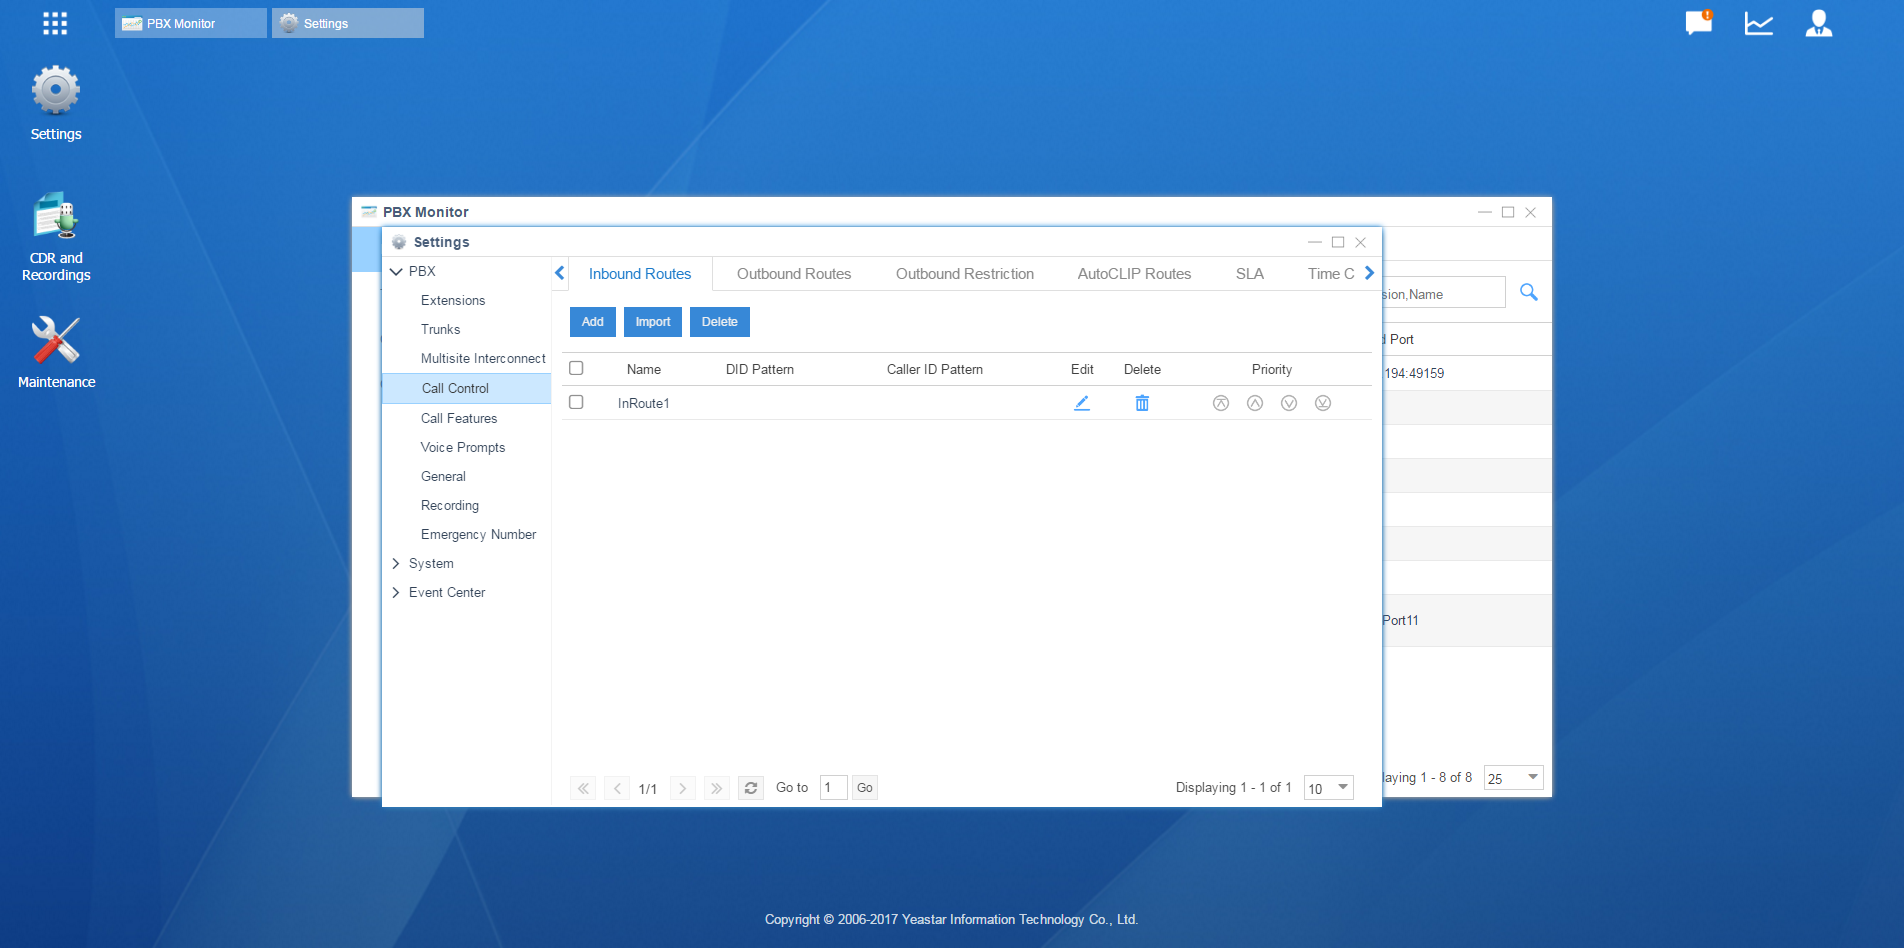 PBX Monitor
Settings
Settings
CDR and
Recordings
Maintenance
PBX Monitor
Settings
PBX
Extensions
Trunks
Multisite Interconnect
Call Control
Call Features
Voice Prompts
General
Recording
Emergency Number
System
Event Center
Inbound Routes Outbound Routes Outbound Restriction AutoCLIP Routes SLA Time C
Add Import Delete
Name DID Pattern Caller ID Pattern Edit Delete Priority
InRoute1
1/1 Go to 1 Go Displaying 1 - 1 of 1 10
sion,Name
d Port
194:49159
Port11
laying 1 - 8 of 8 25
Copyright © 2006-2017 Yeastar Information Technology Co., Ltd.